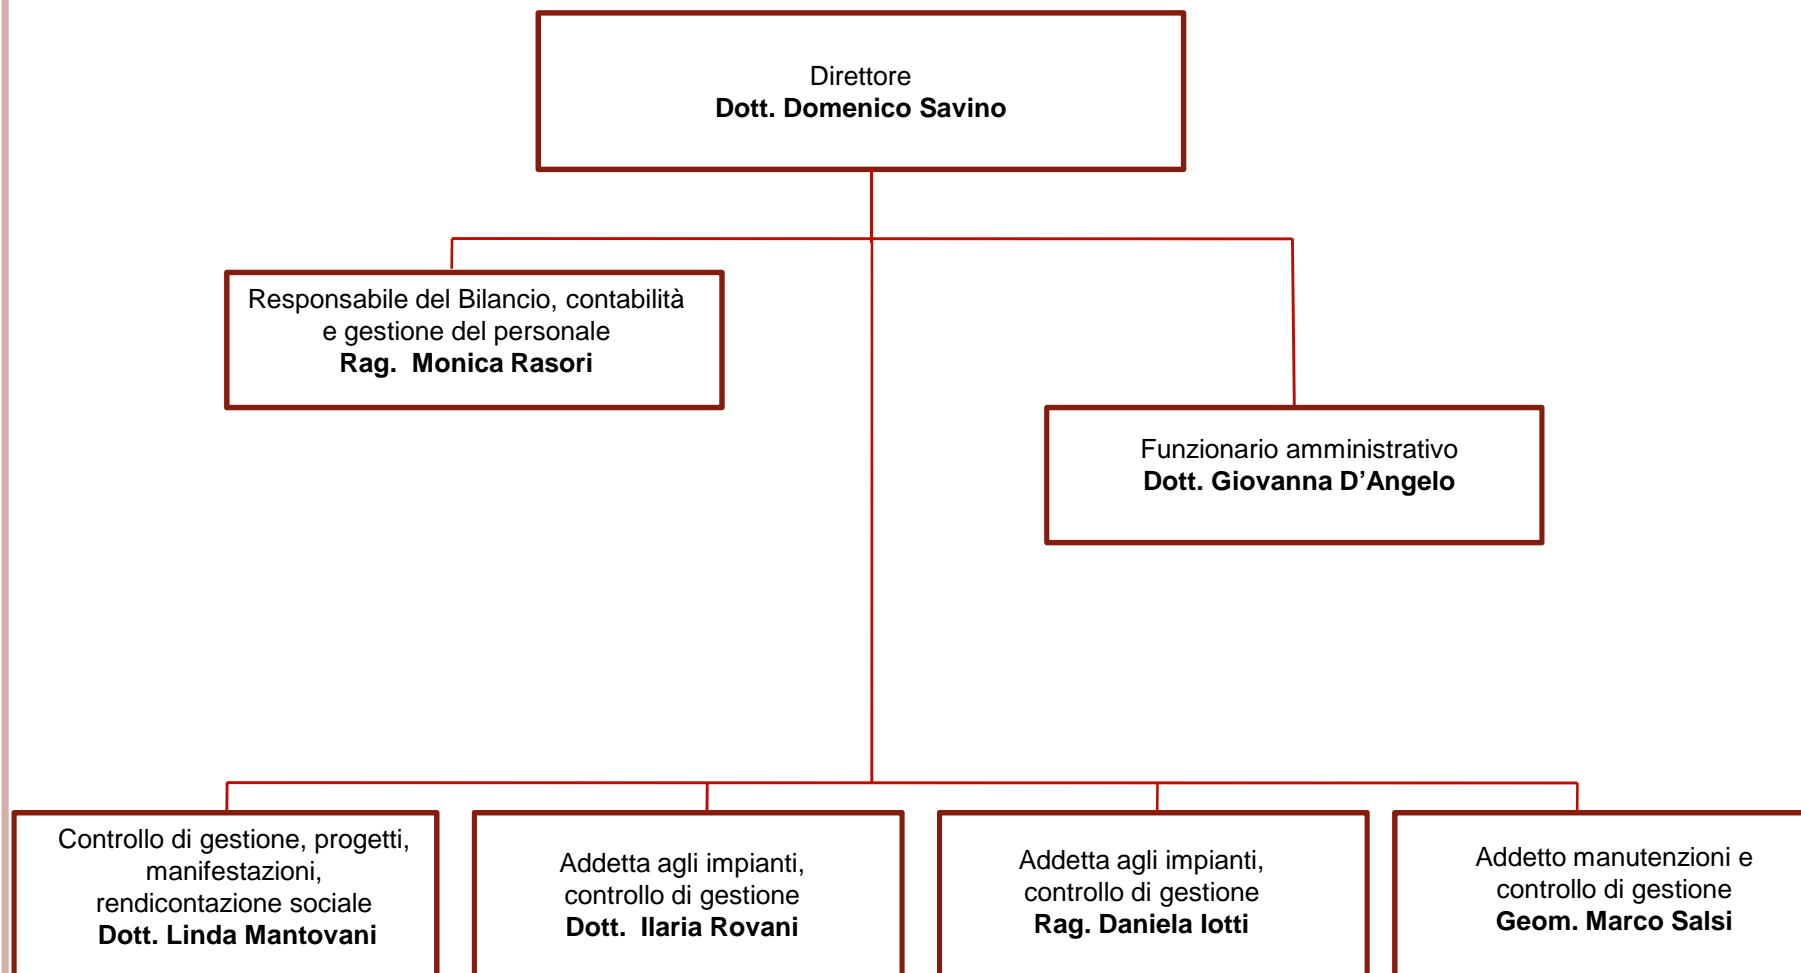 Direttore
Dott. Domenico Savino
Responsabile del Bilancio, contabilità
e gestione del personale
Rag. Monica Rasori
Funzionario amministrativo
Dott. Giovanna D’Angelo
Controllo di gestione, progetti,
manifestazioni,
rendicontazione sociale
Dott. Linda Mantovani
Addetta agli impianti,
controllo di gestione
Dott. Ilaria Rovani
Addetta agli impianti,
controllo di gestione
Rag. Daniela Iotti
Addetto manutenzioni e
controllo di gestione
Geom. Marco Salsi